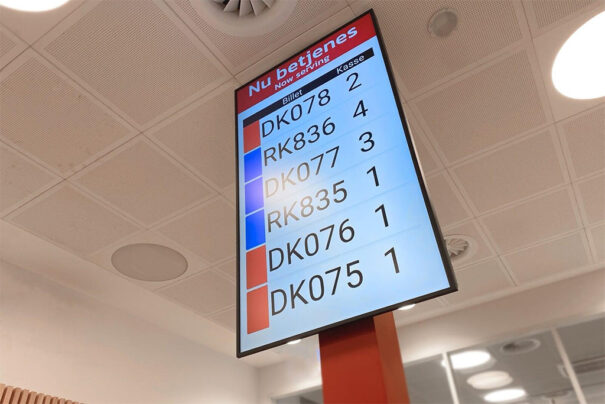 Nu betjenes
Now serving
Billet Kasse
DK078 2
RK836 4
DK077 3
RK835 1
DK076 1
DK075 1